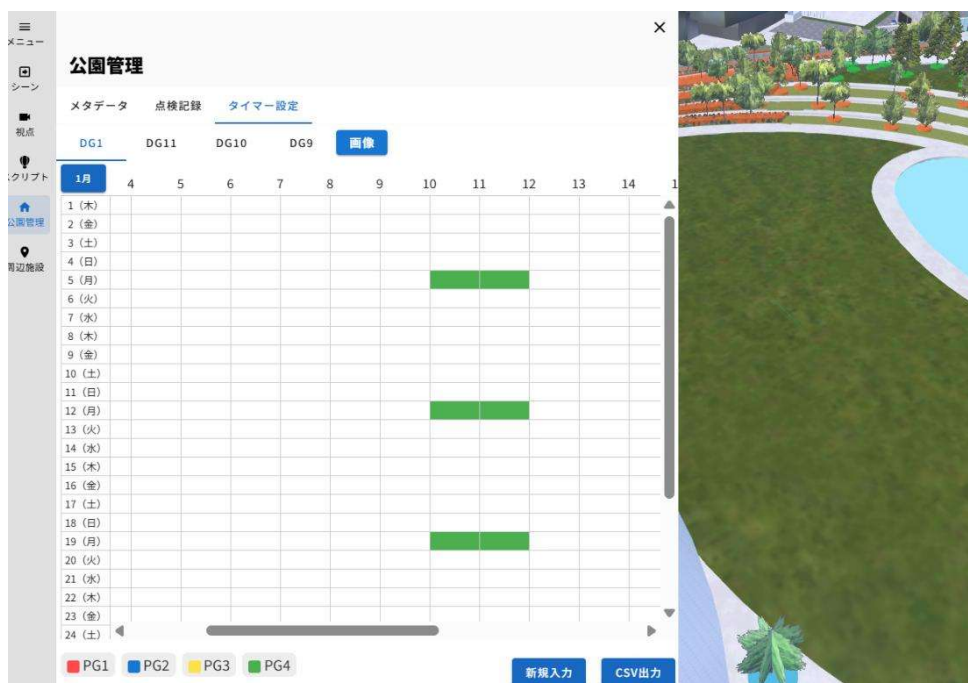 メニュー
シーン
視点
スクリプト
公園管理
周辺施設
×
公園管理
メタデータ 点検記録 タイマー設定
DG1 DG11 DG10 DG9 画像
1月 4 5 6 7 8 9 10 11 12 13 14 1
1 (木)
2 (金)
3 (土)
4 (日)
5 (月)
6 (火)
7 (水)
8 (木)
9 (金)
10 (土)
11 (日)
12 (月)
13 (火)
14 (水)
15 (木)
16 (金)
17 (土)
18 (日)
19 (月)
20 (火)
21 (水)
22 (木)
23 (金)
24 (土)
PG1 PG2 PG3 PG4
新規入力 CSV出力